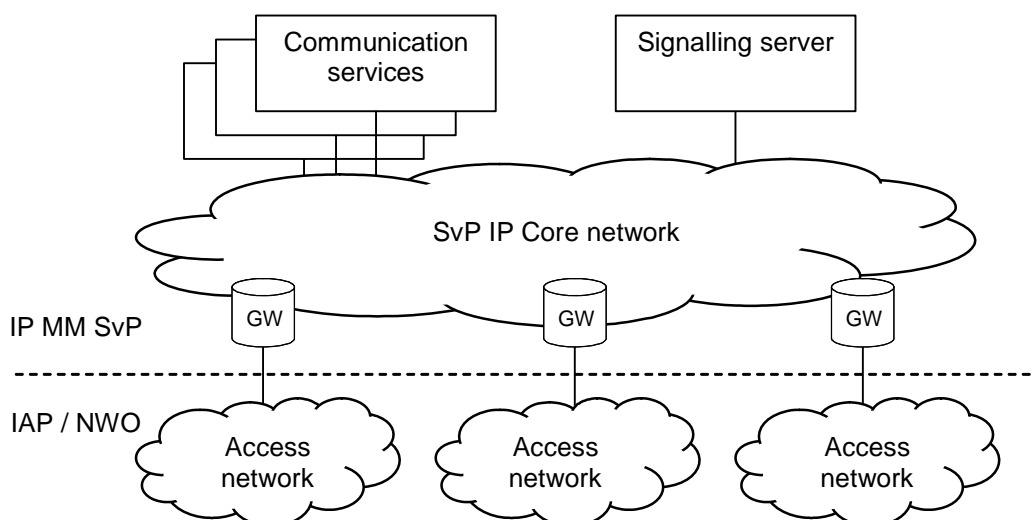 Communication
services
Signalling server
SvP IP Core network
GW
GW
GW
IP MM SvP
IAP / NWO
Access
network
Access
network
Access
network